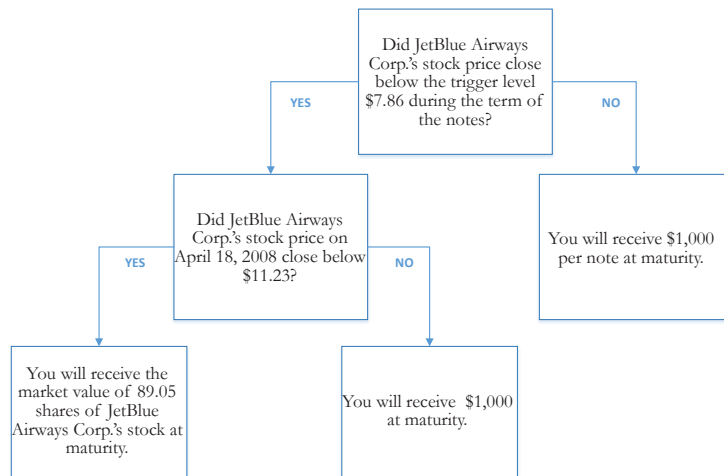 Did JetBlue Airways
Corp.'s stock price close
below the trigger level
$7.86 during the term of
the notes?
YES
NO
Did JetBlue Airways
Corp.'s stock price on
April 18, 2008 close below
$11.23?
You will receive $1,000
per note at maturity.
YES
NO
You will receive the
market value of 89.05
shares of JetBlue
Airways Corp.'s stock at
maturity.
You will receive $1,000
at maturity.